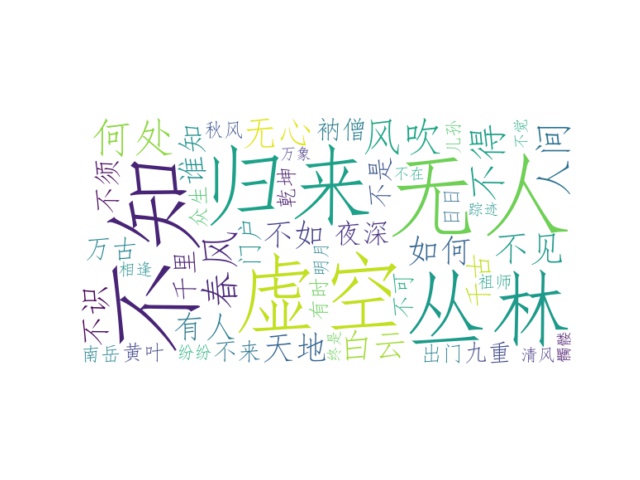 何处
谁知
秋风
无心
衲僧
风吹
不得
儿孙
不觉
人间
不须
不知
众生
归来
万象
乾坤
不是
不在
无人
日日
踪迹
万古
相逢
千里
春风
门户
不如
夜深
如何
千古
不见
祖师
不识
有人
虚空
有时
明月
不可
丛林
南岳
黄叶
纷纷
不来
天地
终是
白云
出门
九重
清风
髑髅